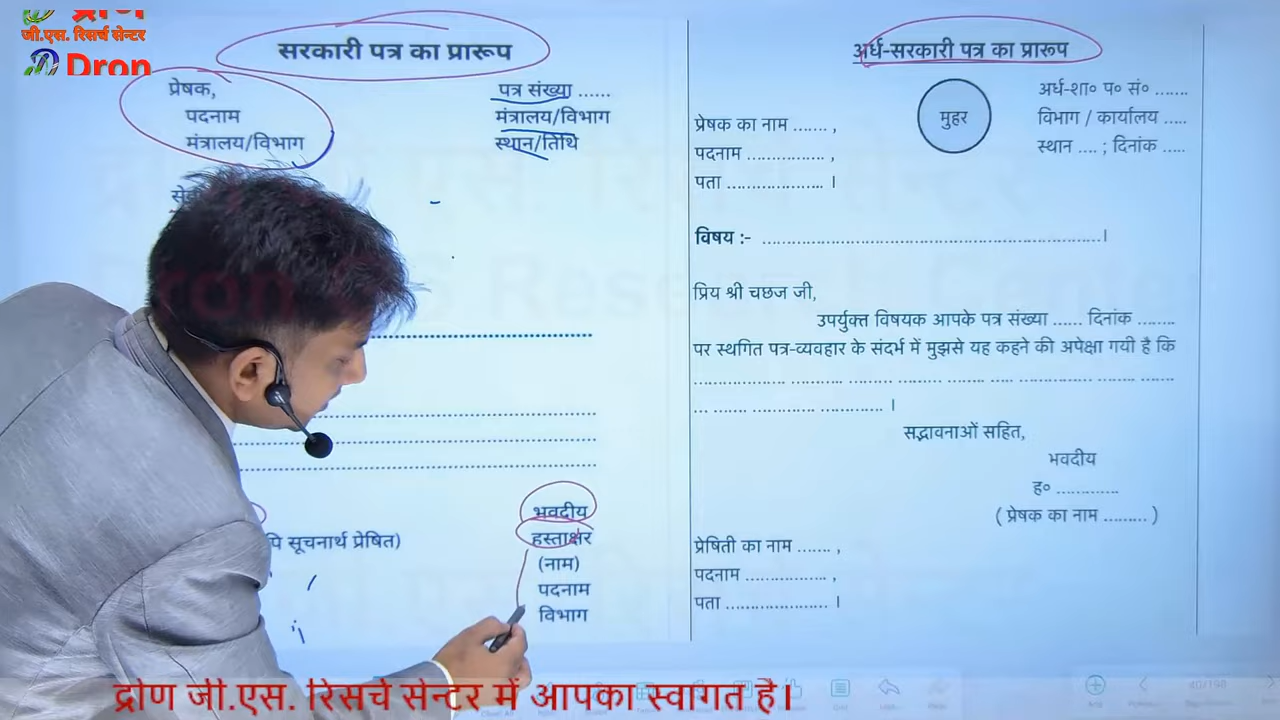 जी.एस. रिसर्च सेन्टर
Dron
सरकारी पत्र का प्रारूप
प्रेषक,
पत्र संख्या ......
पदनाम
मंत्रालय/विभाग
मंत्रालय/विभाग
स्थान/तिथि
भवदीय
हस्ताक्षर
सूचनार्थ प्रेषित)
(नाम)
पदनाम
विभाग
अर्ध-सरकारी पत्र का प्रारूप
मुहर
अर्ध-शा० प० सं० .......
विभाग / कार्यालय .....
स्थान .... ; दिनांक .....
प्रेषक का नाम ....... ,
पदनाम ................ ,
पता ..................... ।
विषय :- ..................................................................।
प्रिय श्री चछज जी,
उपर्युक्त विषयक आपके पत्र संख्या ...... दिनांक ........
पर स्थगित पत्र-व्यवहार के संदर्भ में मुझसे यह कहने की अपेक्षा गयी है कि
................... ........... ......... ......... ........ ..... ............... ........ .......
... ....... ............. ............. ।
सद्भावनाओं सहित,
भवदीय
ह० .............
( प्रेषक का नाम ......... )
प्रेषिती का नाम ....... ,
पदनाम ................. ,
पता ...................... ।
40/190
द्रोण जी.एस. रिसर्च सेन्टर में आपका स्वागत है।